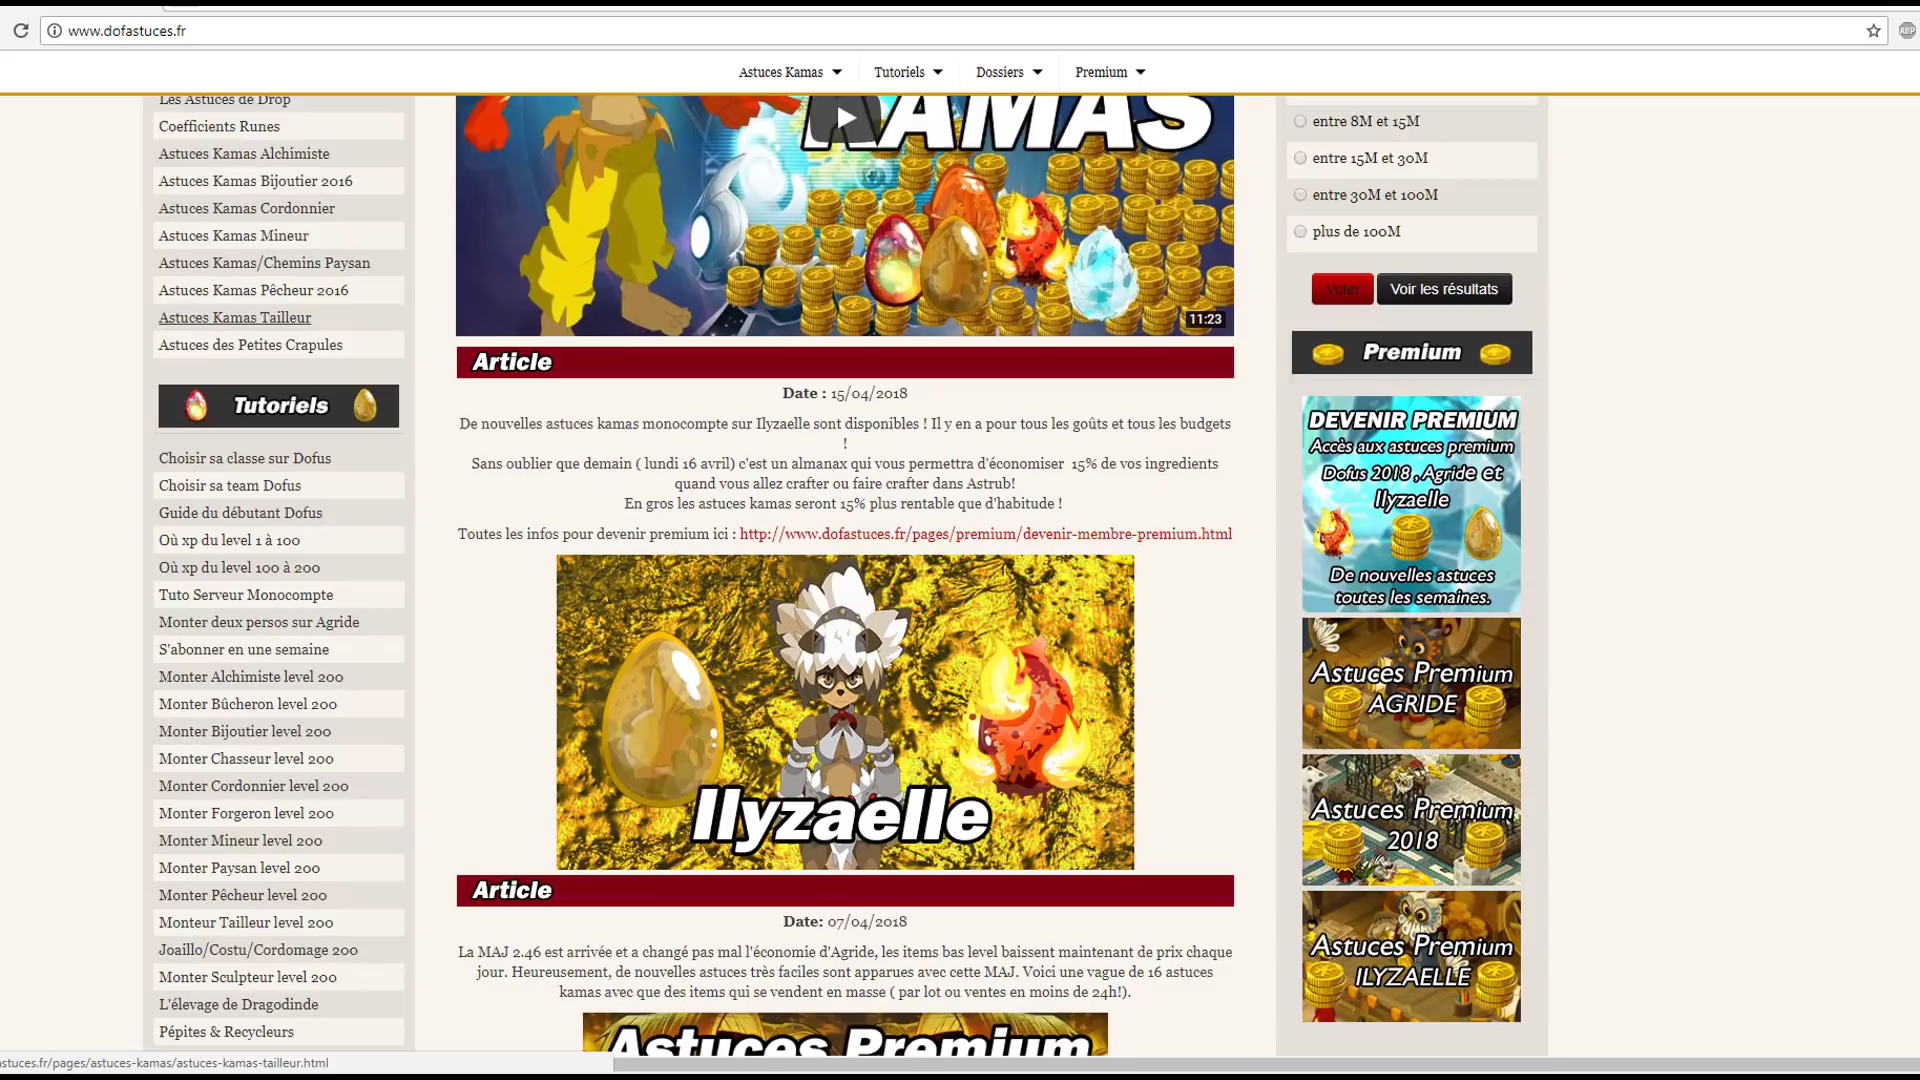 www.dofastuces.fr
ABP
Astuces Kamas
Tutoriels
Dossiers
Premium
Les Astuces de Drop
Coefficients Runes
Astuces Kamas Alchimiste
Astuces Kamas Bijoutier 2016
Astuces Kamas Cordonnier
Astuces Kamas Mineur
Astuces Kamas/Chemins Paysan
Astuces Kamas Pêcheur 2016
Astuces Kamas Tailleur
Astuces des Petites Crapules
Tutoriels
Choisir sa classe sur Dofus
Choisir sa team Dofus
Guide du débutant Dofus
Où xp du level 1 à 100
Où xp du level 100 à 200
Tuto Serveur Monocompte
Monter deux persos sur Agride
S'abonner en une semaine
Monter Alchimiste level 200
Monter Bûcheron level 200
Monter Bijoutier level 200
Monter Chasseur level 200
Monter Cordonnier level 200
Monter Forgeron level 200
Monter Mineur level 200
Monter Paysan level 200
Monter Pêcheur level 200
Monteur Tailleur level 200
Joaillo/Costu/Cordomage 200
Monter Sculpteur level 200
L'élevage de Dragodinde
Pépites & Recycleurs
KAMAS
11:23
Article
Date : 15/04/2018
De nouvelles astuces kamas monocompte sur Ilyzaelle sont disponibles ! Il y en a pour tous les goûts et tous les budgets
!
Sans oublier que demain ( lundi 16 avril) c'est un almanax qui vous permettra d'économiser 15% de vos ingredients
quand vous allez crafter ou faire crafter dans Astrub!
En gros les astuces kamas seront 15% plus rentable que d'habitude !
Toutes les infos pour devenir premium ici : http://www.dofastuces.fr/pages/premium/devenir-membre-premium.html
Ilyzaelle
Article
Date: 07/04/2018
La MAJ 2.46 est arrivée et a changé pas mal l'économie d'Agride, les items bas level baissent maintenant de prix chaque
jour. Heureusement, de nouvelles astuces très faciles sont apparues avec cette MAJ. Voici une vague de 16 astuces
kamas avec que des items qui se vendent en masse ( par lot ou ventes en moins de 24h!).
Astuces Premium
entre 8M et 15M
entre 15M et 30M
entre 30M et 100M
plus de 100M
Voter
Voir les résultats
Premium
DEVENIR PREMIUM
Accès aux astuces premium
Dofus 2018 , Agride et
Ilyzaelle
De nouvelles astuces
toutes les semaines.
Astuces Premium
AGRIDE
Astuces Premium
2018
Astuces Premium
ILYZAELLE
astuces.fr/pages/astuces-kamas/astuces-kamas-tailleur.html